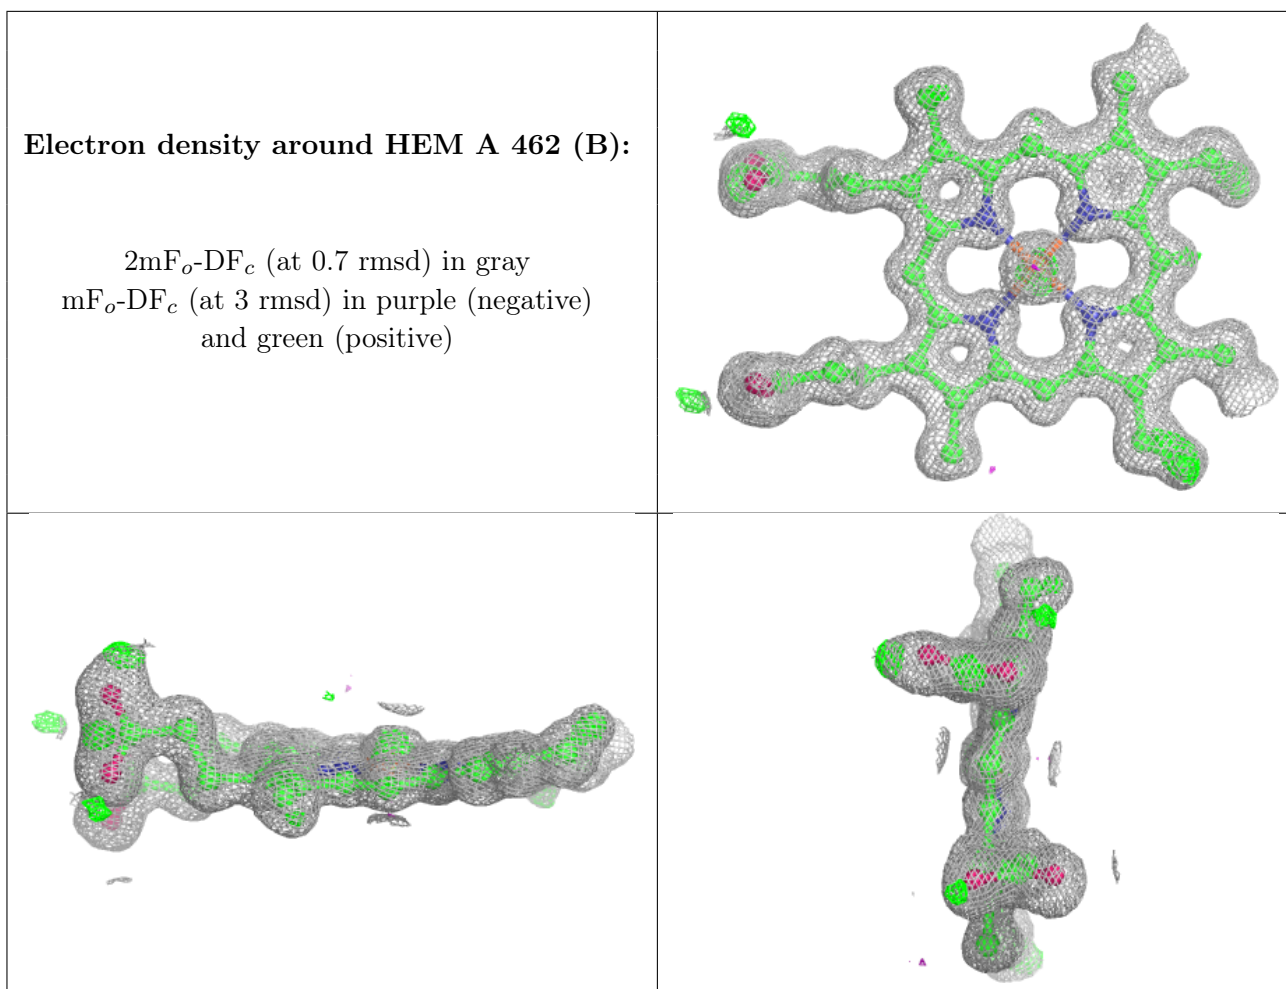 Electron density around HEM A 462 (B):
2mFo-DFc (at 0.7 rmsd) in gray
mFo-DFc (at 3 rmsd) in purple (negative)
and green (positive)